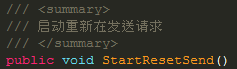 /// <summary>
/// 启动重新在发送请求
/// </summary>
public void StartResetSend()